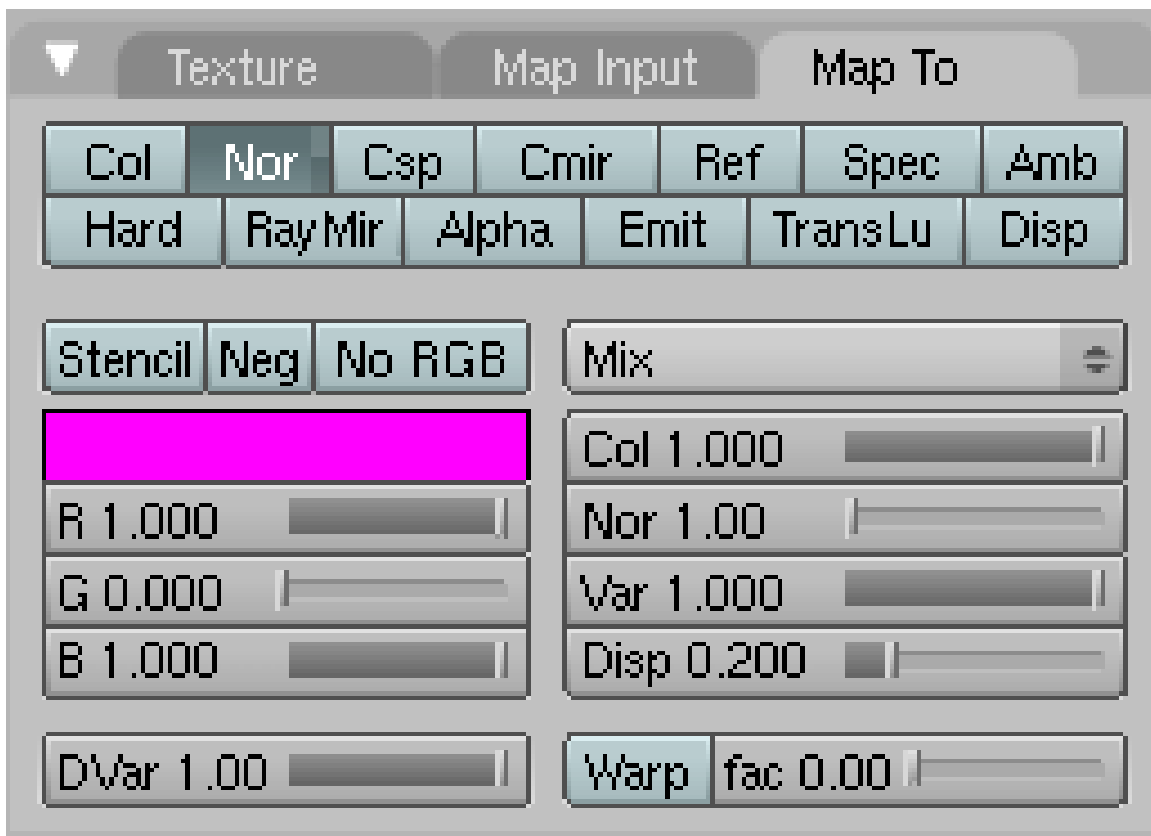 Texture Map Input Map To
Col Nor Csp Cmir Ref Spec Amb
Hard RayMir Alpha Emit TransLu Disp
Stencil Neg No RGB Mix
Col 1.000
R 1.000 Nor 1.00
G 0.000 Var 1.000
B 1.000 Disp 0.200
DVar 1.00 Warp fac 0.00